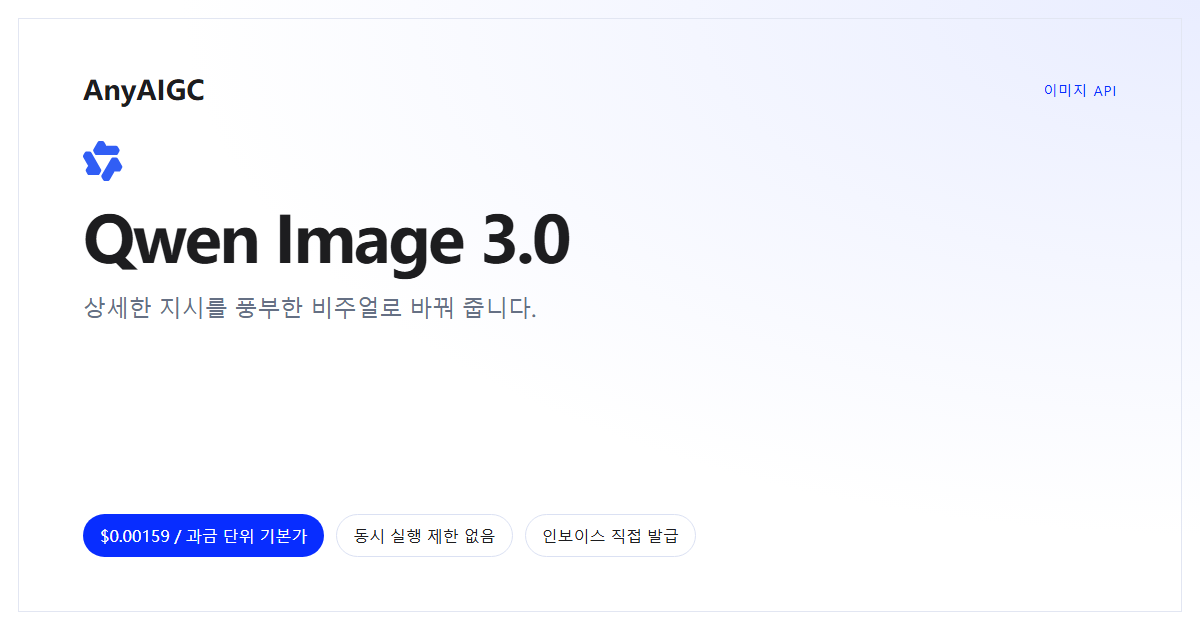 AnyAIGC
이미지 API
Qwen Image 3.0
상세한 지시를 풍부한 비주얼로 바꿔 줍니다.
$0.00159 / 과금 단위 기본가
동시 실행 제한 없음
인보이스 직접 발급